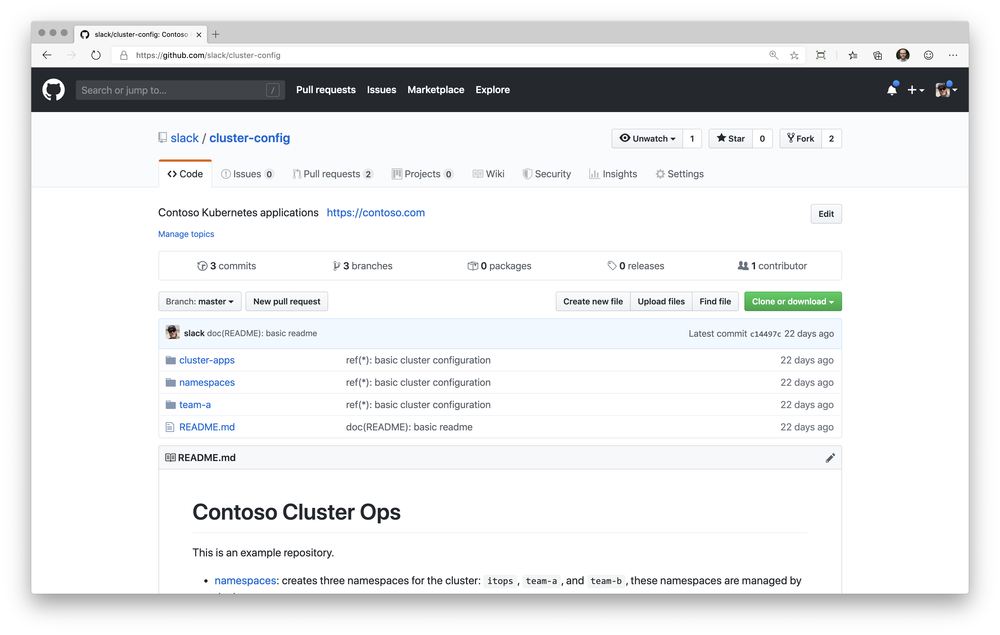 slack/cluster-config: Contoso
https://github.com/slack/cluster-config
Search or jump to... /
Pull requests Issues Marketplace Explore
slack / cluster-config
Unwatch 1 Star 0 Fork 2
Code Issues 0 Pull requests 2 Projects 0 Wiki Security Insights Settings
Contoso Kubernetes applications https://contoso.com
Edit
Manage topics
3 commits 3 branches 0 packages 0 releases 1 contributor
Branch: master New pull request Create new file Upload files Find file Clone or download
slack doc(README): basic readme Latest commit c14497c 22 days ago
cluster-apps ref(*): basic cluster configuration 22 days ago
namespaces ref(*): basic cluster configuration 22 days ago
team-a ref(*): basic cluster configuration 22 days ago
README.md doc(README): basic readme 22 days ago
README.md
Contoso Cluster Ops
This is an example repository.
• namespaces: creates three namespaces for the cluster: itops, team-a, and team-b, these namespaces are managed by